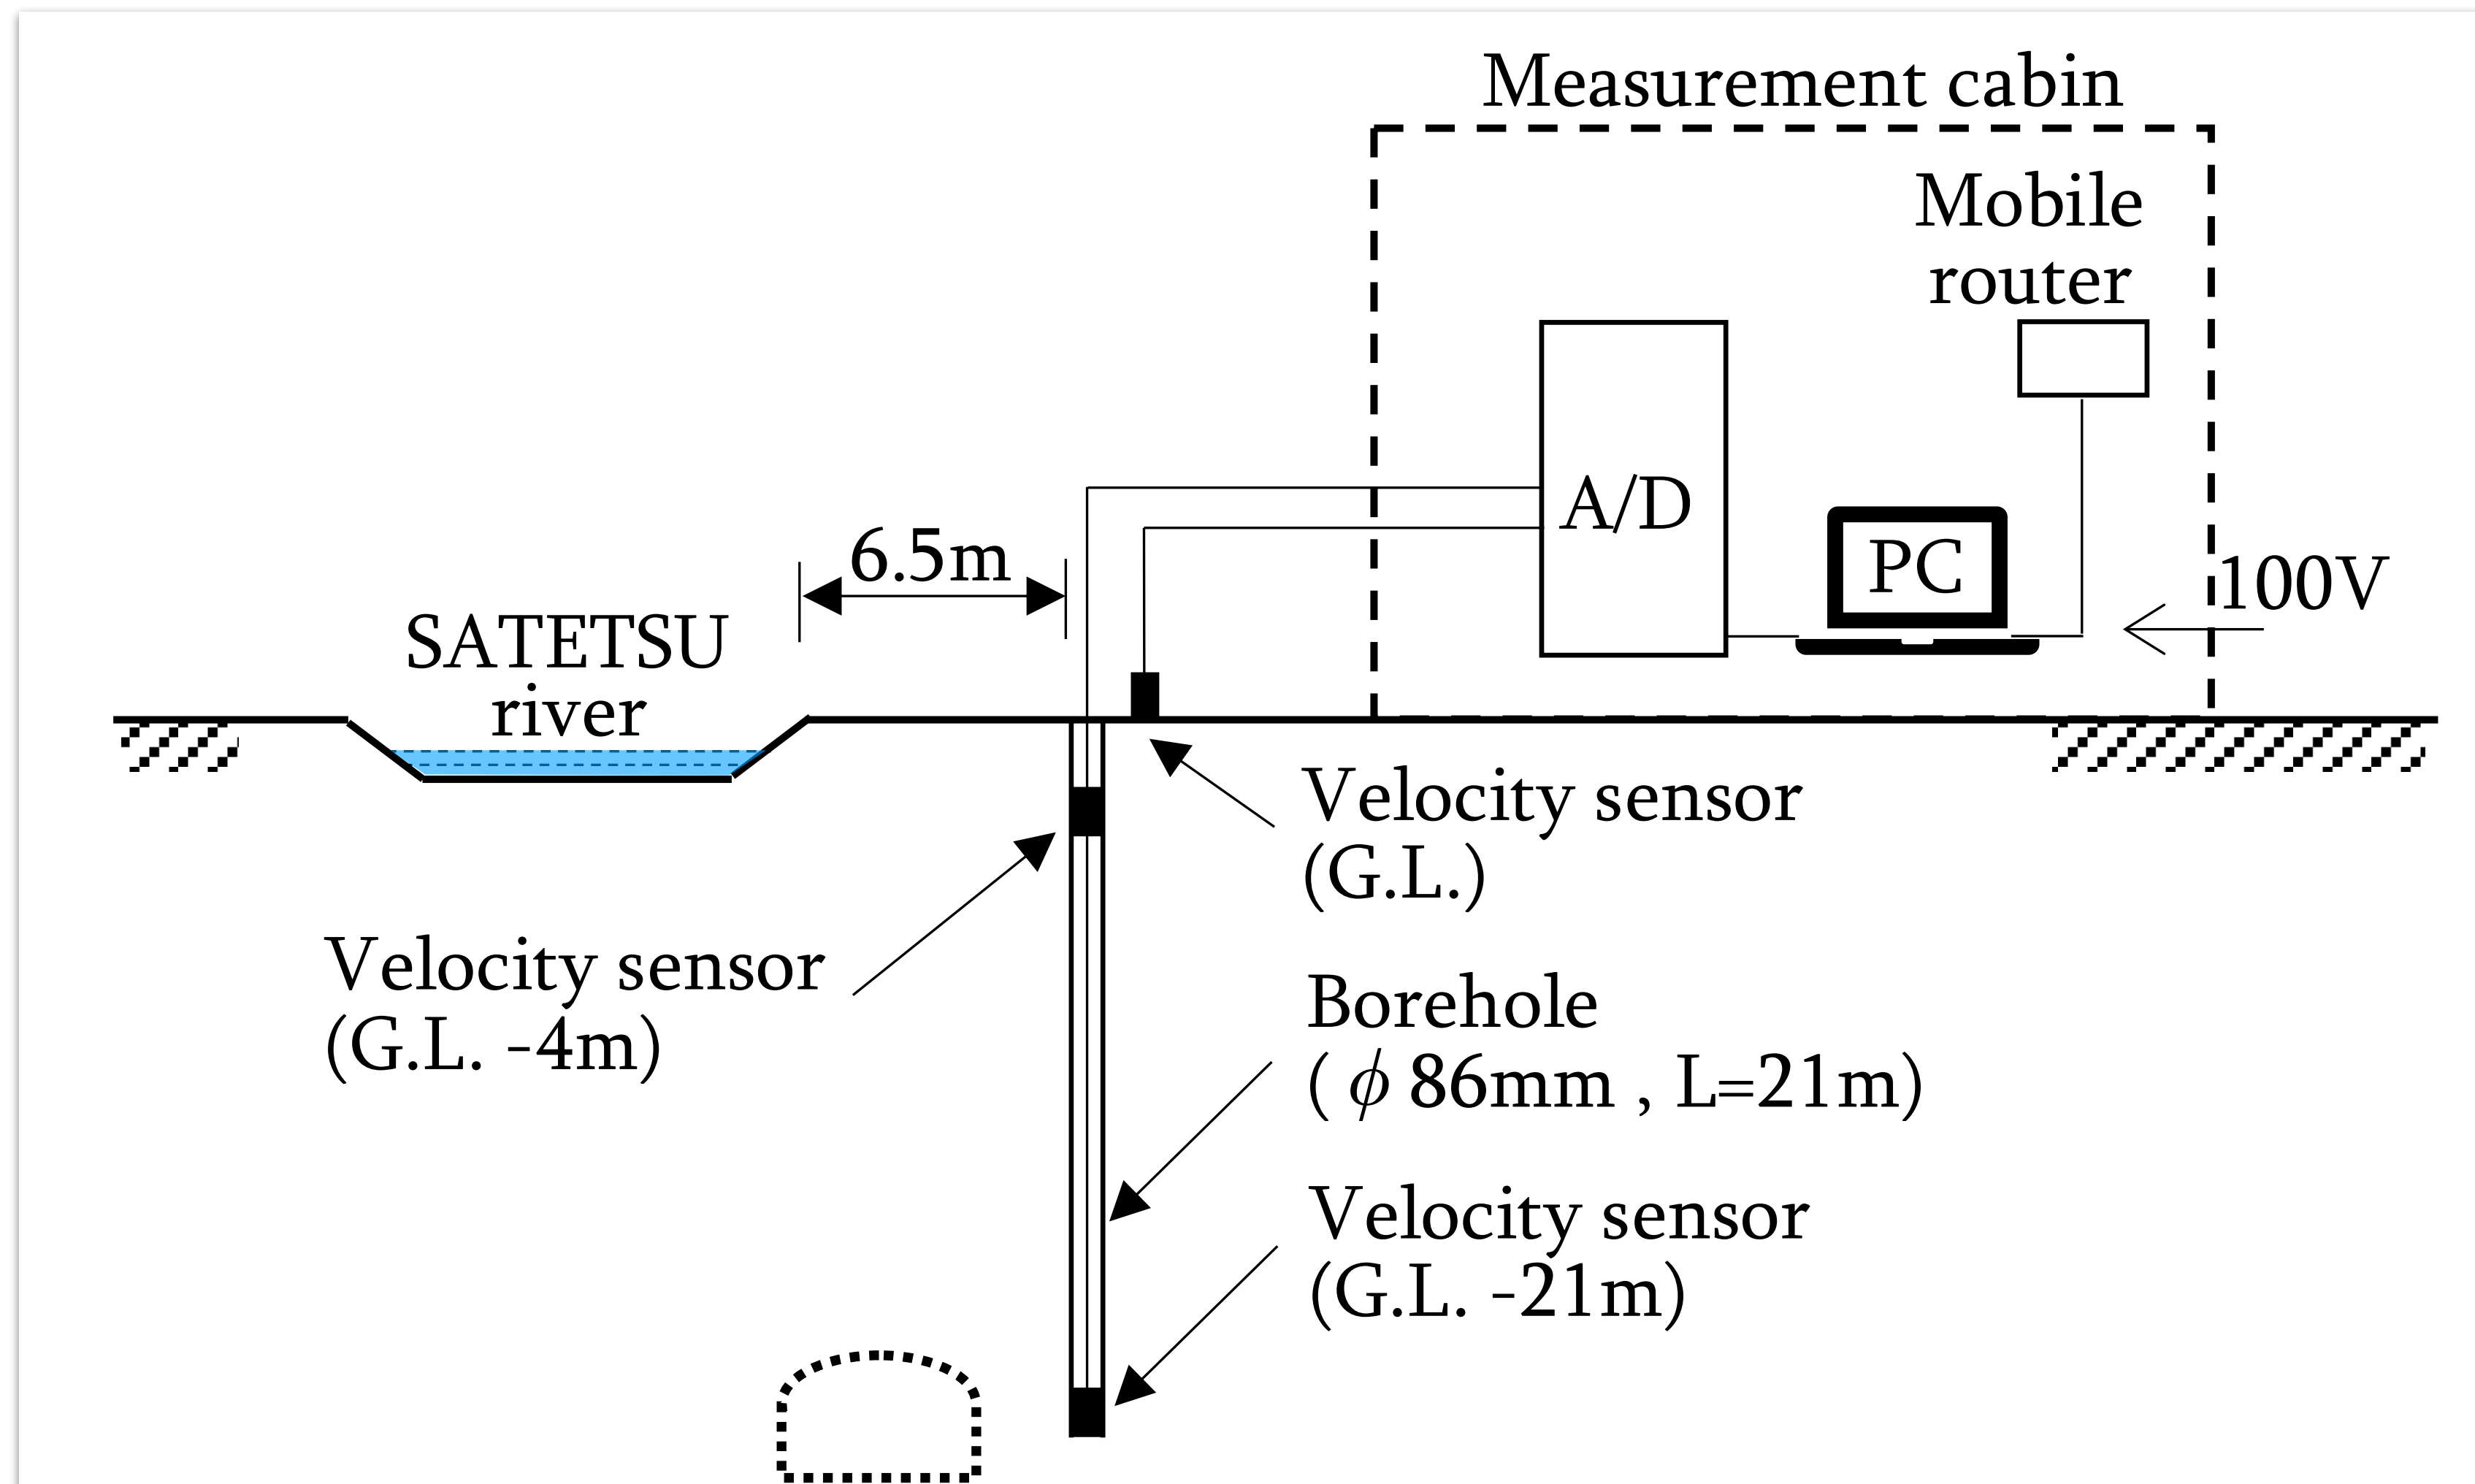 Measurement cabin
Mobile
router
A/D
PC
100V
6.5m
SATETSU
river
Velocity sensor
(G.L.)
Velocity sensor
(G.L. -4m)
Borehole
( ϕ 86mm , L=21m)
Velocity sensor
(G.L. -21m)